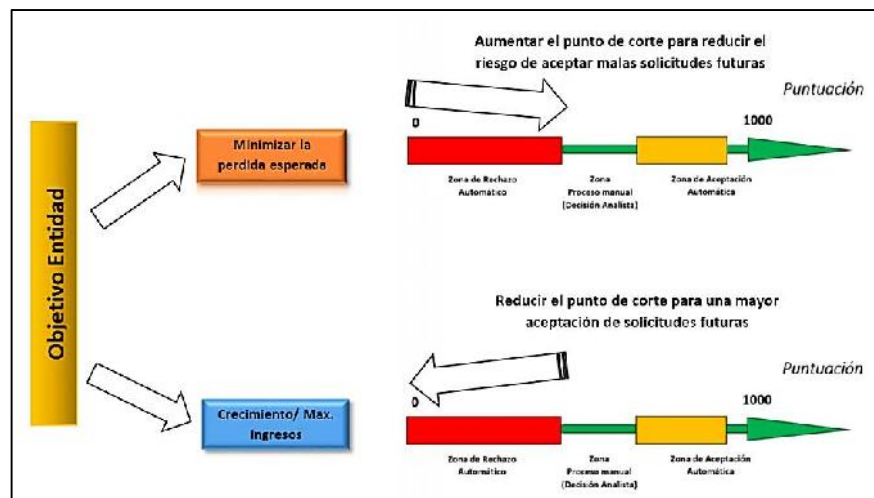 Objetivo Entidad
Minimizar la
perdida esperada
Aumentar el punto de corte para reducir el
riesgo de aceptar malas solicitudes futuras
Puntuación
0
1000
Zona de Rechazo
Automático
Zona
Proceso manual
(Decisión Analista)
Zona de Aceptación
Automática
Crecimiento/ Max.
Ingresos
Reducir el punto de corte para una mayor
aceptación de solicitudes futuras
Puntuación
0
1000
Zona de Rechazo
Automático
Zona
Proceso manual
(Decisión Analista)
Zona de Aceptación
Automática